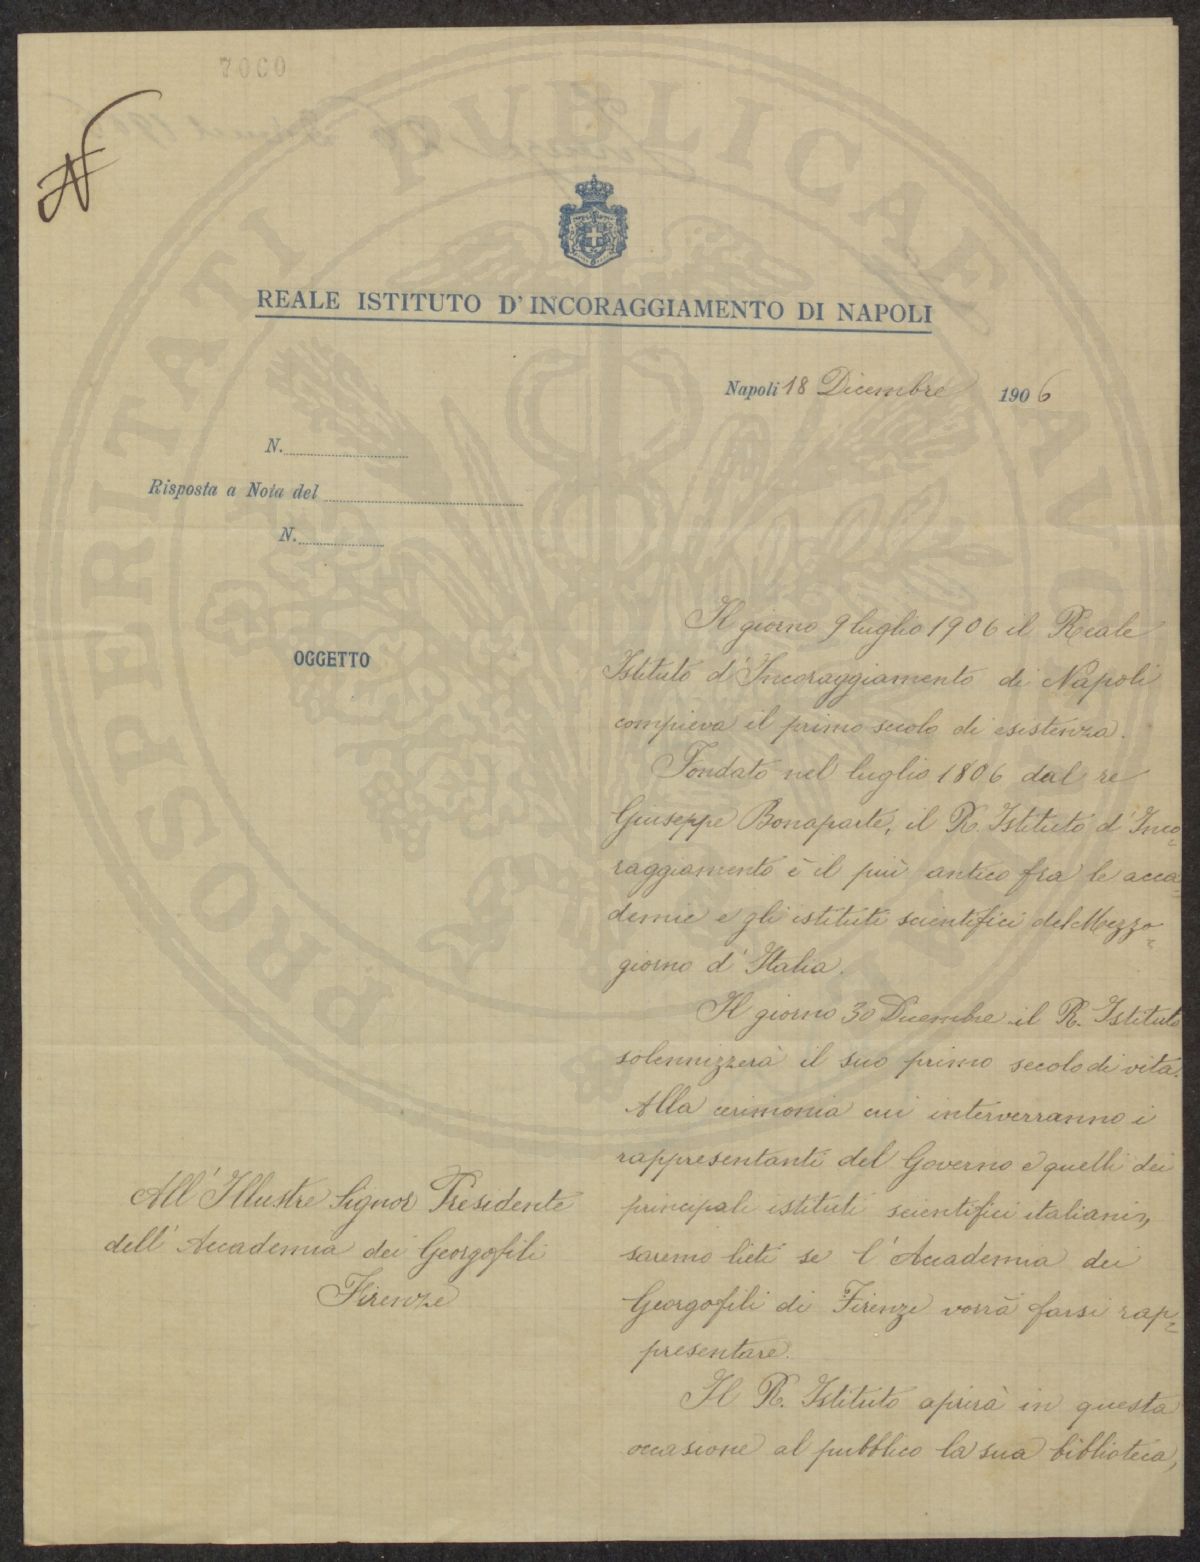 7060
PROSPERITATI PUBLICAE AUGENDAE
REALE ISTITUTO D'INCORAGGIAMENTO DI NAPOLI
Napoli 18 Dicembre 1906
N.
Risposta a Nota del
N.
OGGETTO
Il giorno 9 luglio 1906 il Reale
Istituto d'Incoraggiamento di Napoli
compieva il primo secolo di esistenza.
Fondato nel luglio 1806 dal re
Giuseppe Bonaparte, il R. Istituto d'Inco=
raggiamento è il più antico fra le acca=
demie e gli istituti scientifici del Mezzo=
giorno d'Italia.
Il giorno 30 Dicembre il R. Istituto
solennizzerà il suo primo secolo di vita.
Alla cerimonia cui interverranno i
rappresentanti del Governo e quelli dei
principali istituti scientifici italiani,
saremo lieti se l'Accademia dei
Georgofili di Firenze vorrà farsi rap=
presentare.
Il R. Istituto aprirà in questa
occasione al pubblico la sua biblioteca,
All'Illustre Signor Presidente
dell'Accademia dei Georgofili
Firenze